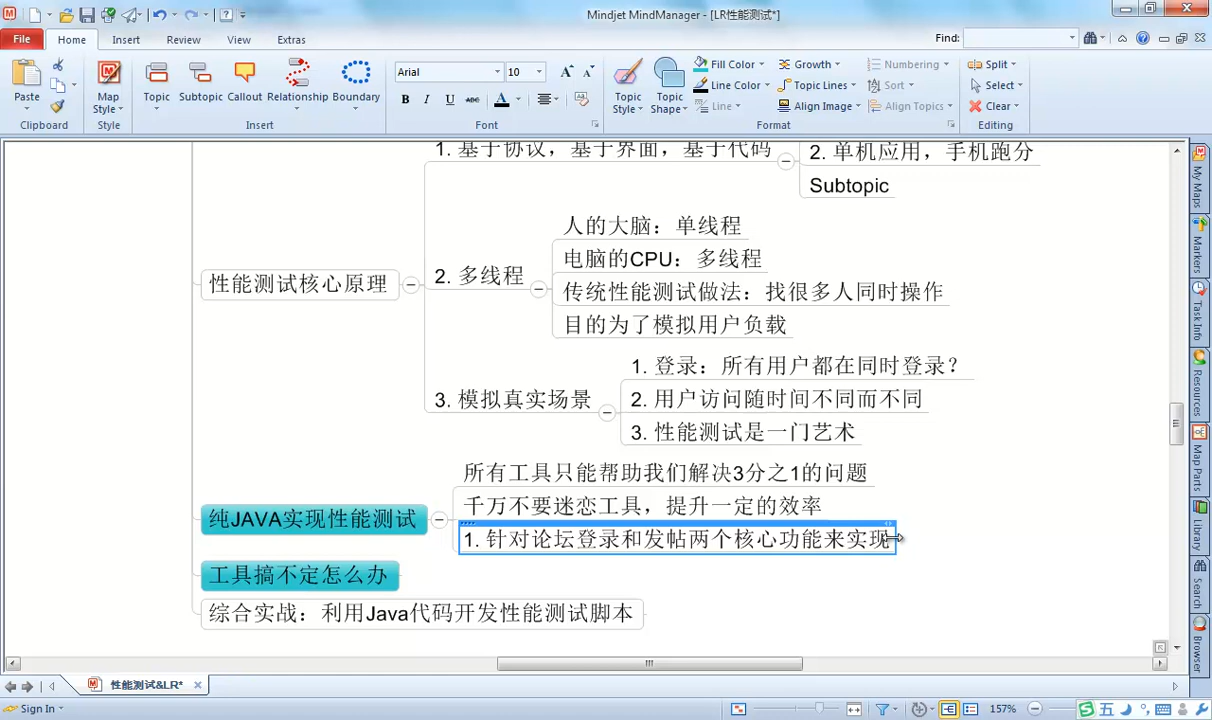 Mindjet MindManager - [LR性能测试*]
File
Home
Insert
Review
View
Extras
Find:
Paste
Clipboard
Map Style
Style
Topic
Subtopic
Callout
Relationship
Boundary
Insert
Arial
10
B I U abc A
Font
Topic Style
Topic Shape
Fill Color
Line Color
Line
Growth
Topic Lines
Align Image
Numbering
Sort
Align Topics
Format
Split
Select
Clear
Editing
1. 基于协议，基于界面，基于代码
2. 单机应用，手机跑分
Subtopic
性能测试核心原理
2. 多线程
人的大脑：单线程
电脑的CPU：多线程
传统性能测试做法：找很多人同时操作
目的为了模拟用户负载
3. 模拟真实场景
1. 登录：所有用户都在同时登录？
2. 用户访问随时间不同而不同
3. 性能测试是一门艺术
纯JAVA实现性能测试
所有工具只能帮助我们解决3分之1的问题
千万不要迷恋工具，提升一定的效率
1. 针对论坛登录和发帖两个核心功能来实现
工具搞不定怎么办
综合实战：利用Java代码开发性能测试脚本
My Maps
Markers
Task Info
Resources
Map Parts
Search
Browser
性能测试&LR*
Sign In
157%
五